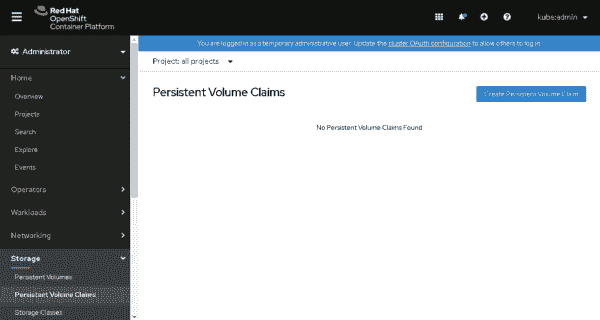 Red Hat
OpenShift
Container Platform
kube:admin
Administrator
You are logged in as a temporary administrative user. Update the cluster OAuth configuration to allow others to log in.
Project: all projects
Home
Overview
Projects
Search
Explore
Events
Operators
Workloads
Networking
Storage
Persistent Volumes
Persistent Volume Claims
Storage Classes
Persistent Volume Claims
Create Persistent Volume Claim
No Persistent Volume Claims Found